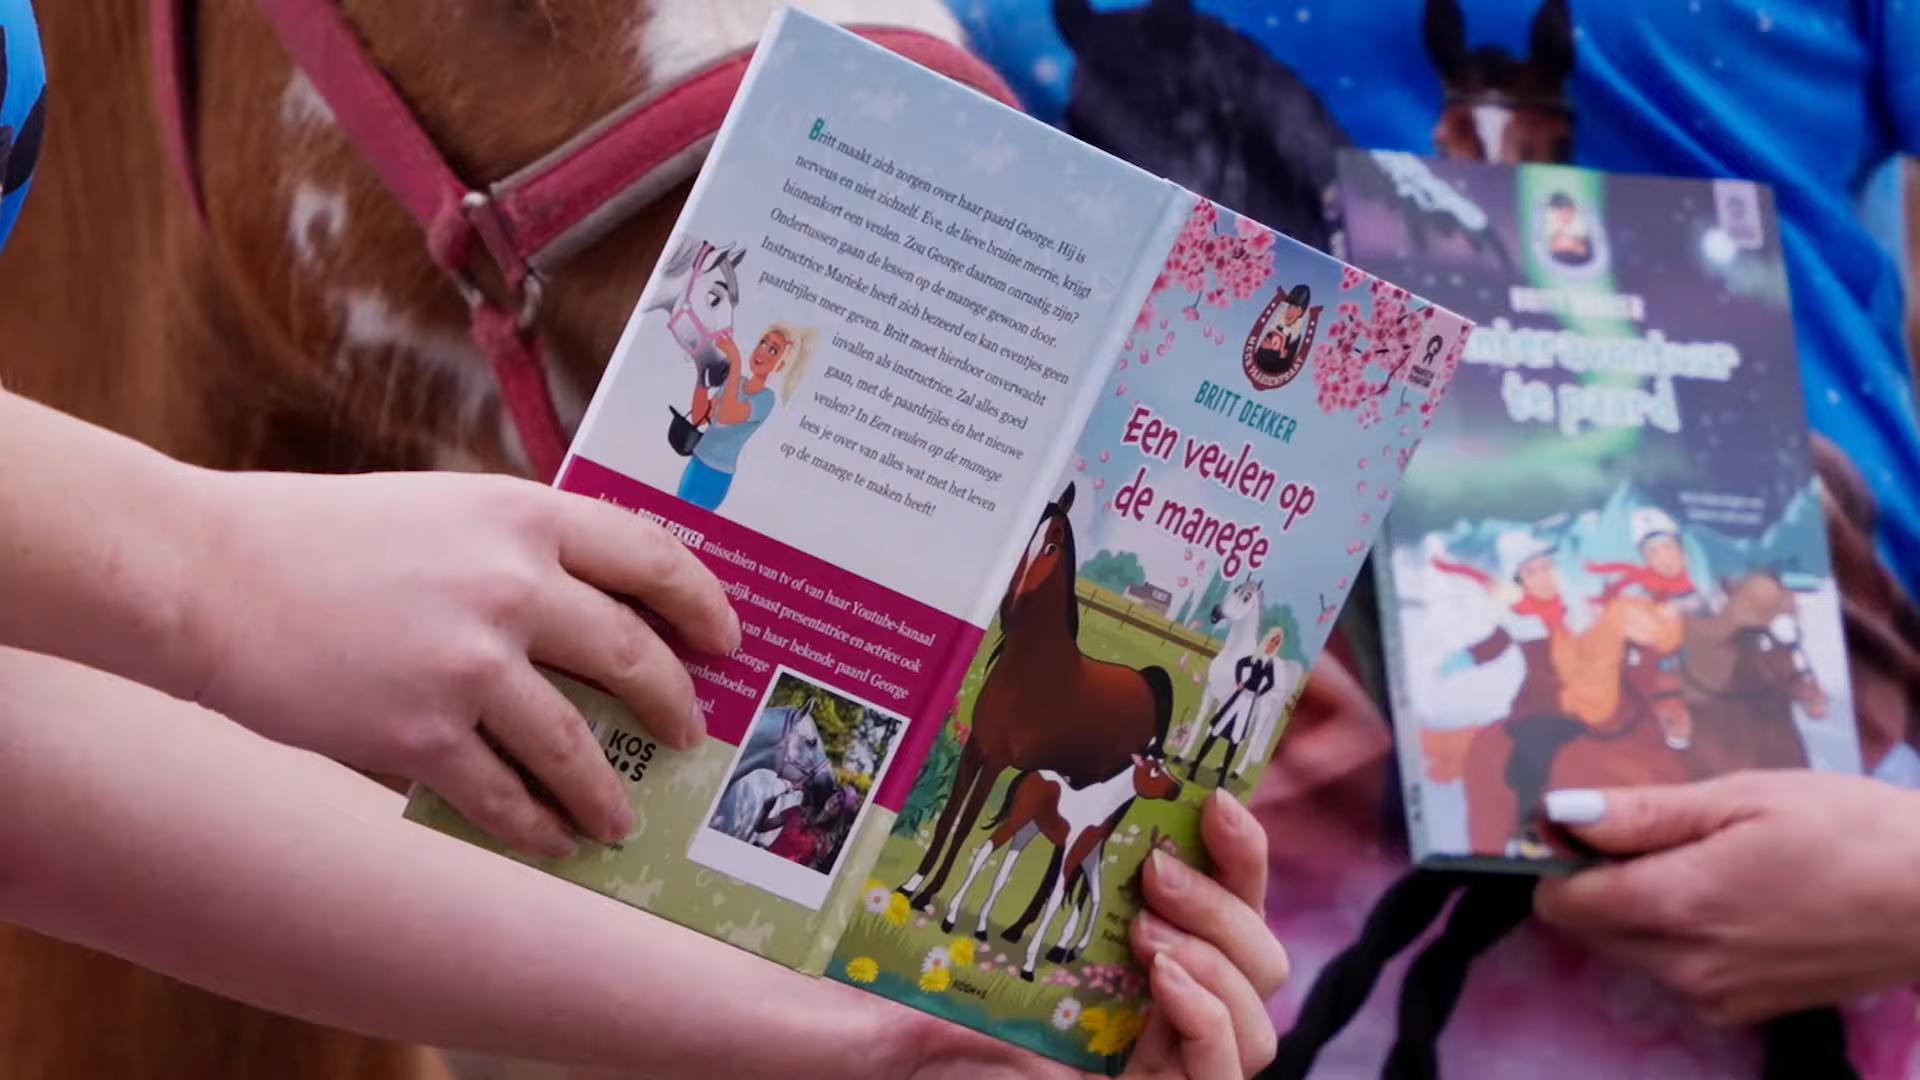 Britt maakt zich zorgen over haar paard George. Hij is
nerveus en niet zichzelf. Eve, de lieve bruine merrie, krijgt
binnenkort een veulen. Zou George daarom onrustig zijn?
Ondertussen gaan de lessen op de manege gewoon door.
Instructrice Marieke heeft zich bezeerd en kan eventjes geen
paardrijles meer geven. Britt moet hierdoor onverwacht
invallen als instructrice. Zal alles goed
gaan, met de paardrijles én het nieuwe
veulen? In Een veulen op de manege
lees je over van alles wat met het leven
op de manege te maken heeft!
BRITT DEKKER misschien van tv of van haar Youtube-kanaal
naast presentatrice en actrice ook
van haar bekende paard George
George
KOS
M•S
BRITT DEKKER
Een veulen op
de manege
KOSM•S
te paard